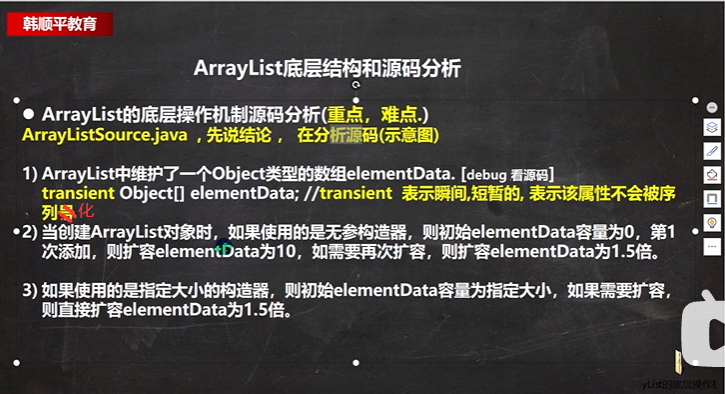 韩顺平教育
ArrayList底层结构和源码分析
● ArrayList的底层操作机制源码分析(重点，难点.)
ArrayListSource.java , 先说结论， 在分析源码(示意图)
1) ArrayList中维护了一个Object类型的数组elementData. [debug 看源码]
transient Object[] elementData; //transient 表示瞬间,短暂的, 表示该属性不会被序
列号化
2) 当创建ArrayList对象时，如果使用的是无参构造器，则初始elementData容量为0，第1
次添加，则扩容elementData为10，如需要再次扩容，则扩容elementData为1.5倍。
3) 如果使用的是指定大小的构造器，则初始elementData容量为指定大小，如果需要扩容，
则直接扩容elementData为1.5倍。
yList的底层操作